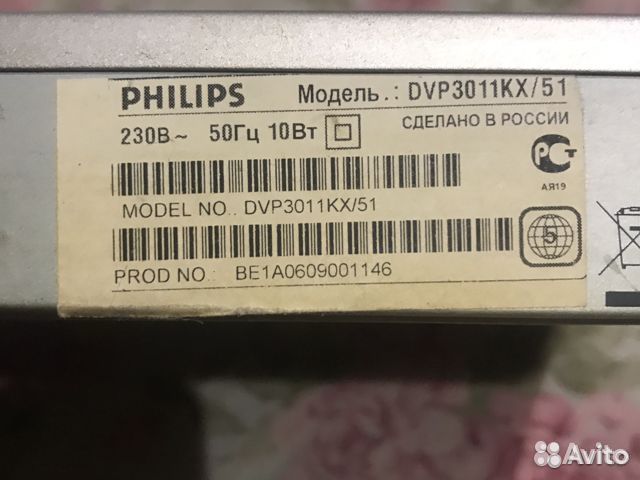 PHILIPS Модель.: DVP3011KX/51
230В~ 50Гц 10Вт СДЕЛАНО В РОССИИ
РСТ
АЯ19
MODEL NO.. DVP3011KX/51
5
PROD NO.: BE1A0609001146
Avito